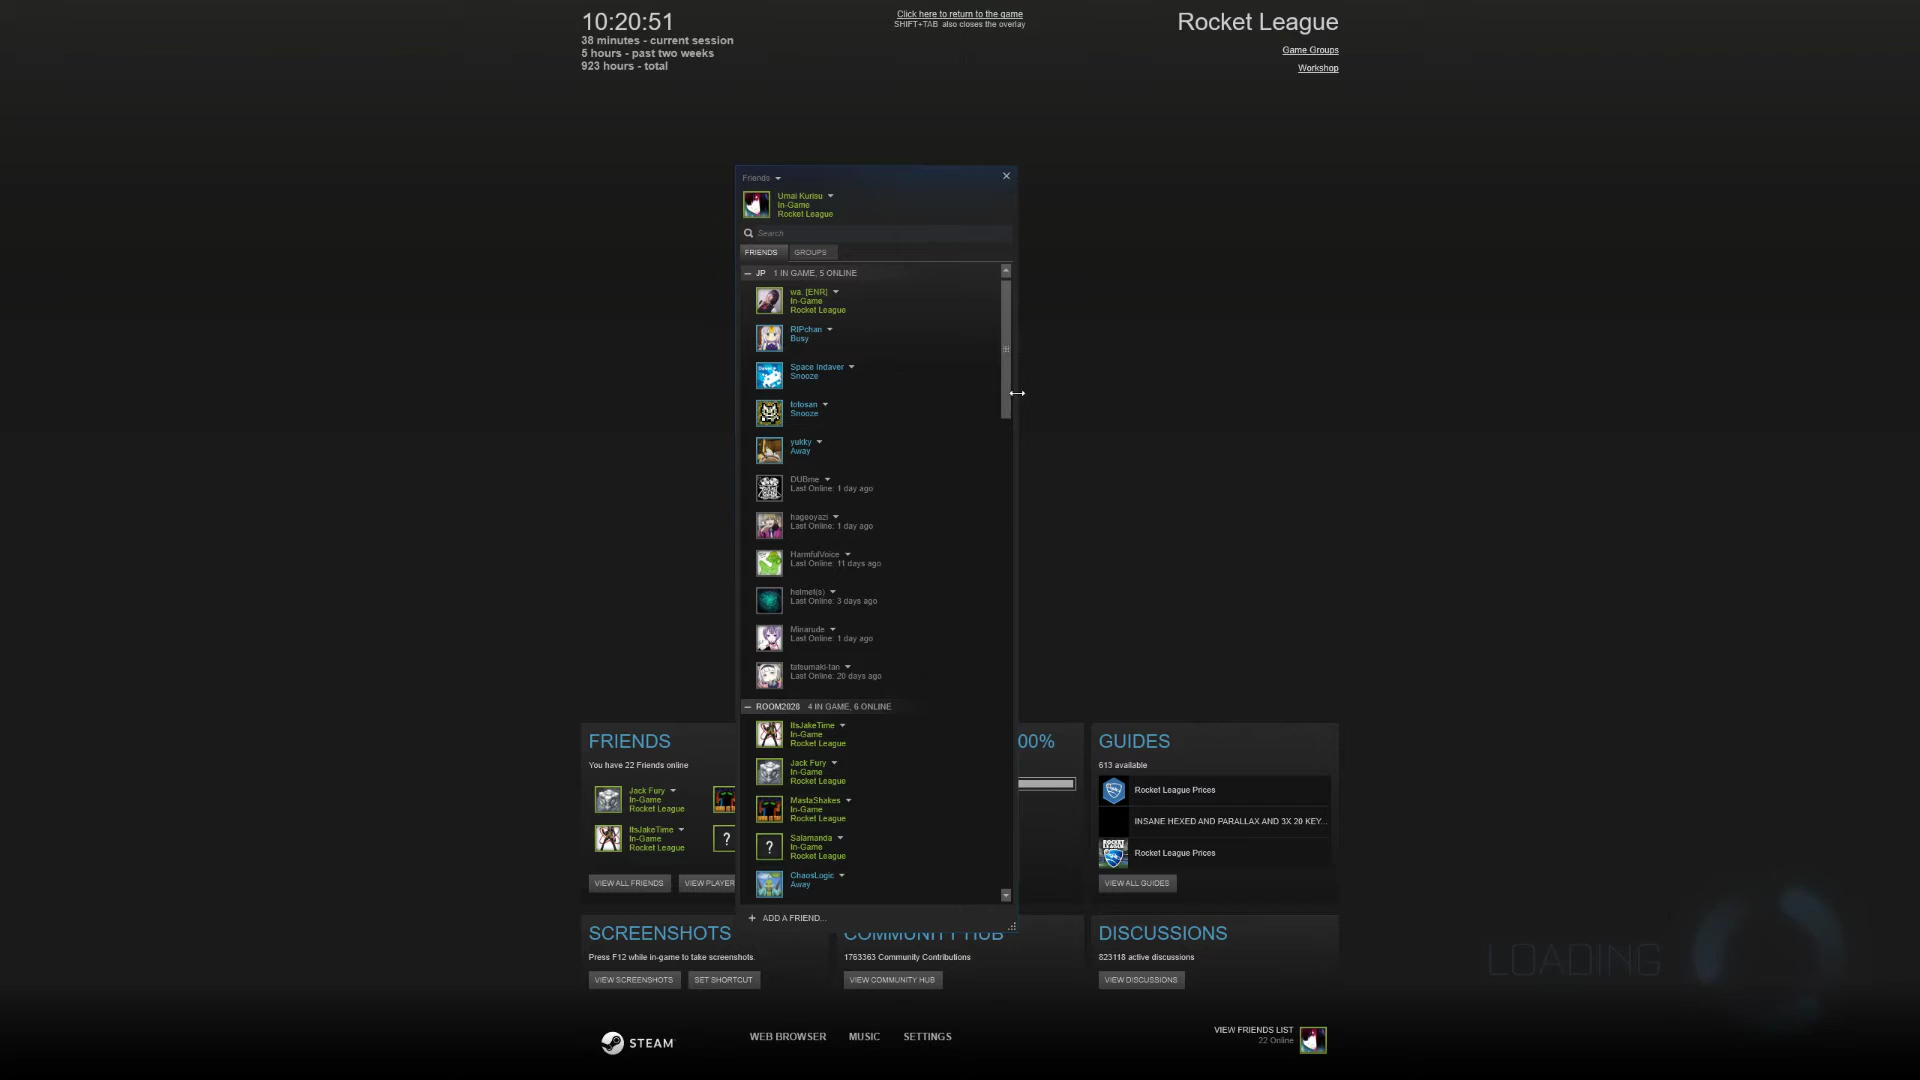 10:20:51
38 minutes - current session
5 hours - past two weeks
923 hours - total
Click here to return to the game
SHIFT+TAB also closes the overlay
Rocket League
Game Groups
Workshop
Friends
Umai Kurisu
In-Game
Rocket League
Search
FRIENDS
GROUPS
JP 1 IN GAME, 5 ONLINE
wa. [ENR]
In-Game
Rocket League
RIPchan
Busy
Space Indaver
Snooze
tolosan
Snooze
yukky
Away
DUBme
Last Online: 1 day ago
hageoyazi
Last Online: 1 day ago
HarmfulVoice
Last Online: 11 days ago
helmet(s)
Last Online: 3 days ago
Minarude
Last Online: 1 day ago
tatsumaki-tan
Last Online: 20 days ago
ROOM2028 4 IN GAME, 6 ONLINE
ItsJakeTime
In-Game
Rocket League
Jack Fury
In-Game
Rocket League
MastaShakes
In-Game
Rocket League
?
Salamanda
In-Game
Rocket League
ChaosLogic
Away
+ ADD A FRIEND...
FRIENDS
You have 22 Friends online
Jack Fury
In-Game
Rocket League
ItsJakeTime
In-Game
Rocket League
?
VIEW ALL FRIENDS
VIEW PLAYER
00%
GUIDES
613 available
Rocket League Prices
INSANE HEXED AND PARALLAX AND 3X 20 KEY...
Rocket League Prices
VIEW ALL GUIDES
SCREENSHOTS
Press F12 while in-game to take screenshots.
VIEW SCREENSHOTS
SET SHORTCUT
COMMUNITY HUB
1763363 Community Contributions
VIEW COMMUNITY HUB
DISCUSSIONS
823118 active discussions
VIEW DISCUSSIONS
LOADING
STEAM
WEB BROWSER
MUSIC
SETTINGS
VIEW FRIENDS LIST
22 Online